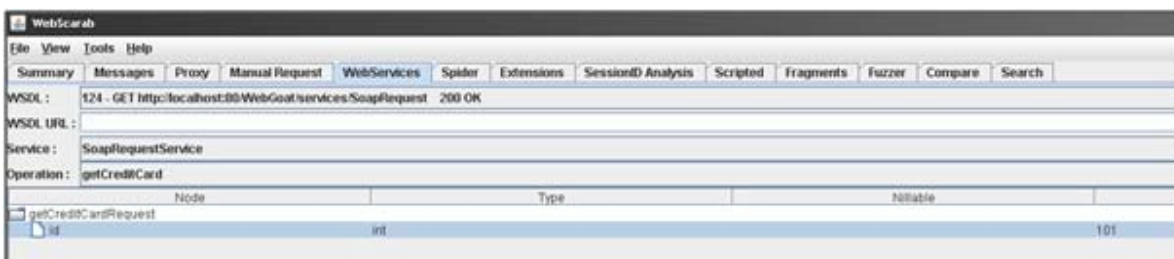 WebScarab
File View Tools Help
Summary Messages Proxy Manual Request WebServices Spider Extensions SessionID Analysis Scripted Fragments Fuzzer Compare Search
WSDL : 124 - GET http://localhost:80/WebGoat/services/SoapRequest 200 OK
WSDL URL :
Service : SoapRequestService
Operation : getCreditCard
Node Type Nillable
getCreditCardRequest
id int 101